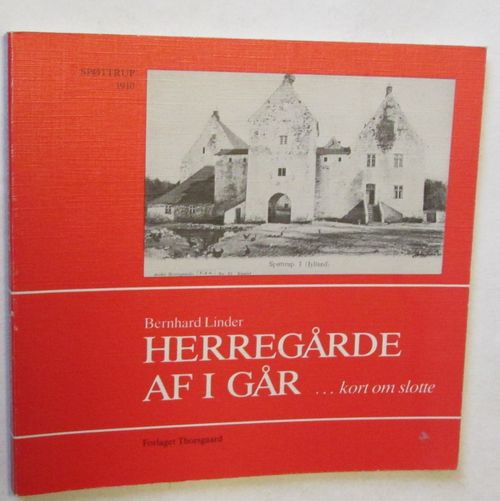 SPØTTRUP
1910
Spøttrup. I (Jylland)
Bernhard Linder
HERREGÅRDE
AF I GÅR ... kort om slotte
Forlaget Thorsgaard